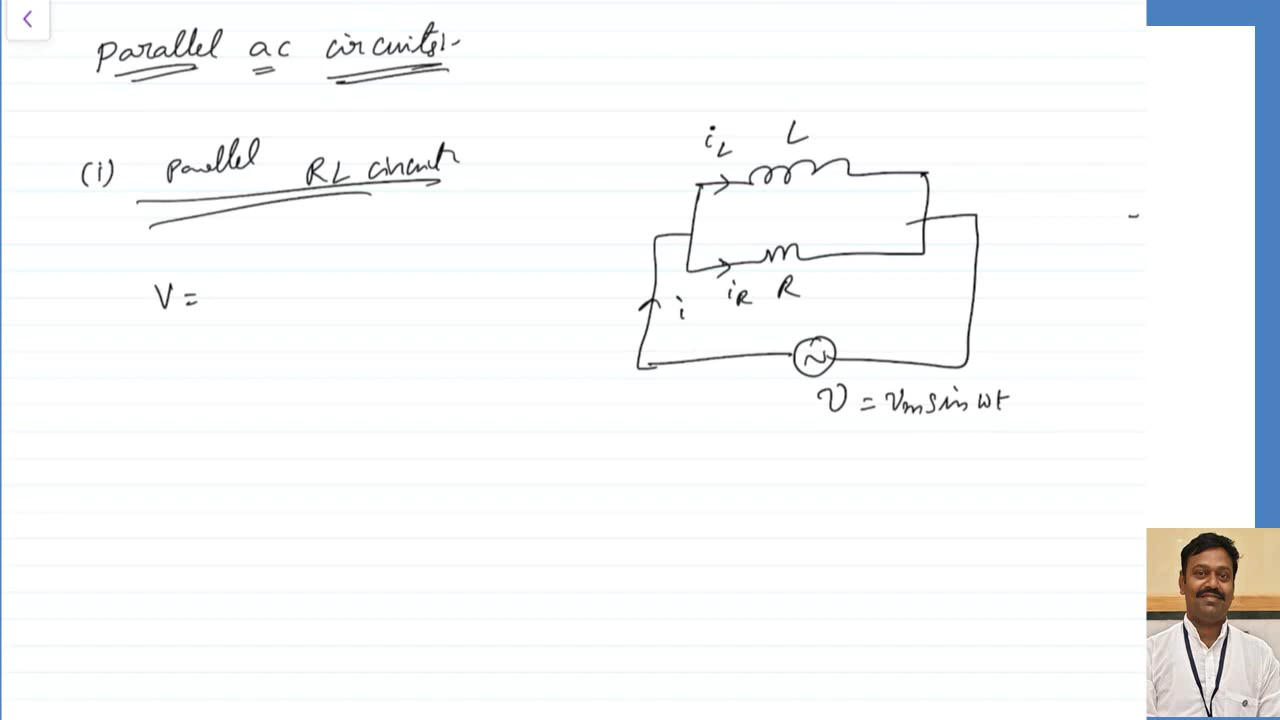 Parallel ac circuits:-
(i) Parallel RL circuit
iL L
V =
iR R
i
v = vm sin ωt